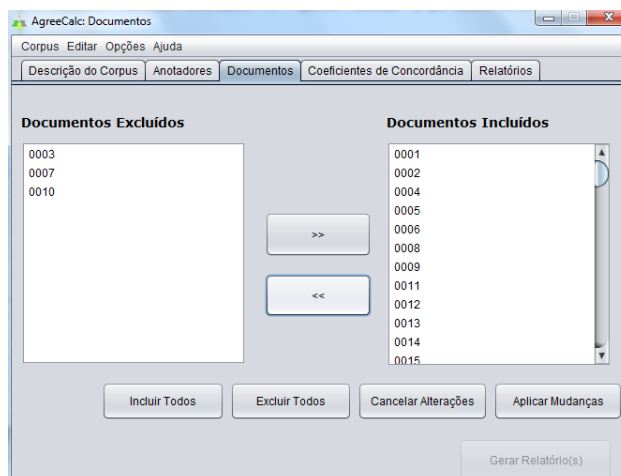 AgreeCalc: Documentos
Corpus Editar Opções Ajuda
Descrição do Corpus Anotadores Documentos Coeficientes de Concordância Relatórios
Documentos Excluídos
0003
0007
0010
>>
<<
Documentos Incluídos
0001
0002
0004
0005
0006
0008
0009
0011
0012
0013
0014
0015
Incluir Todos Excluir Todos Cancelar Alterações Aplicar Mudanças
Gerar Relatório(s)